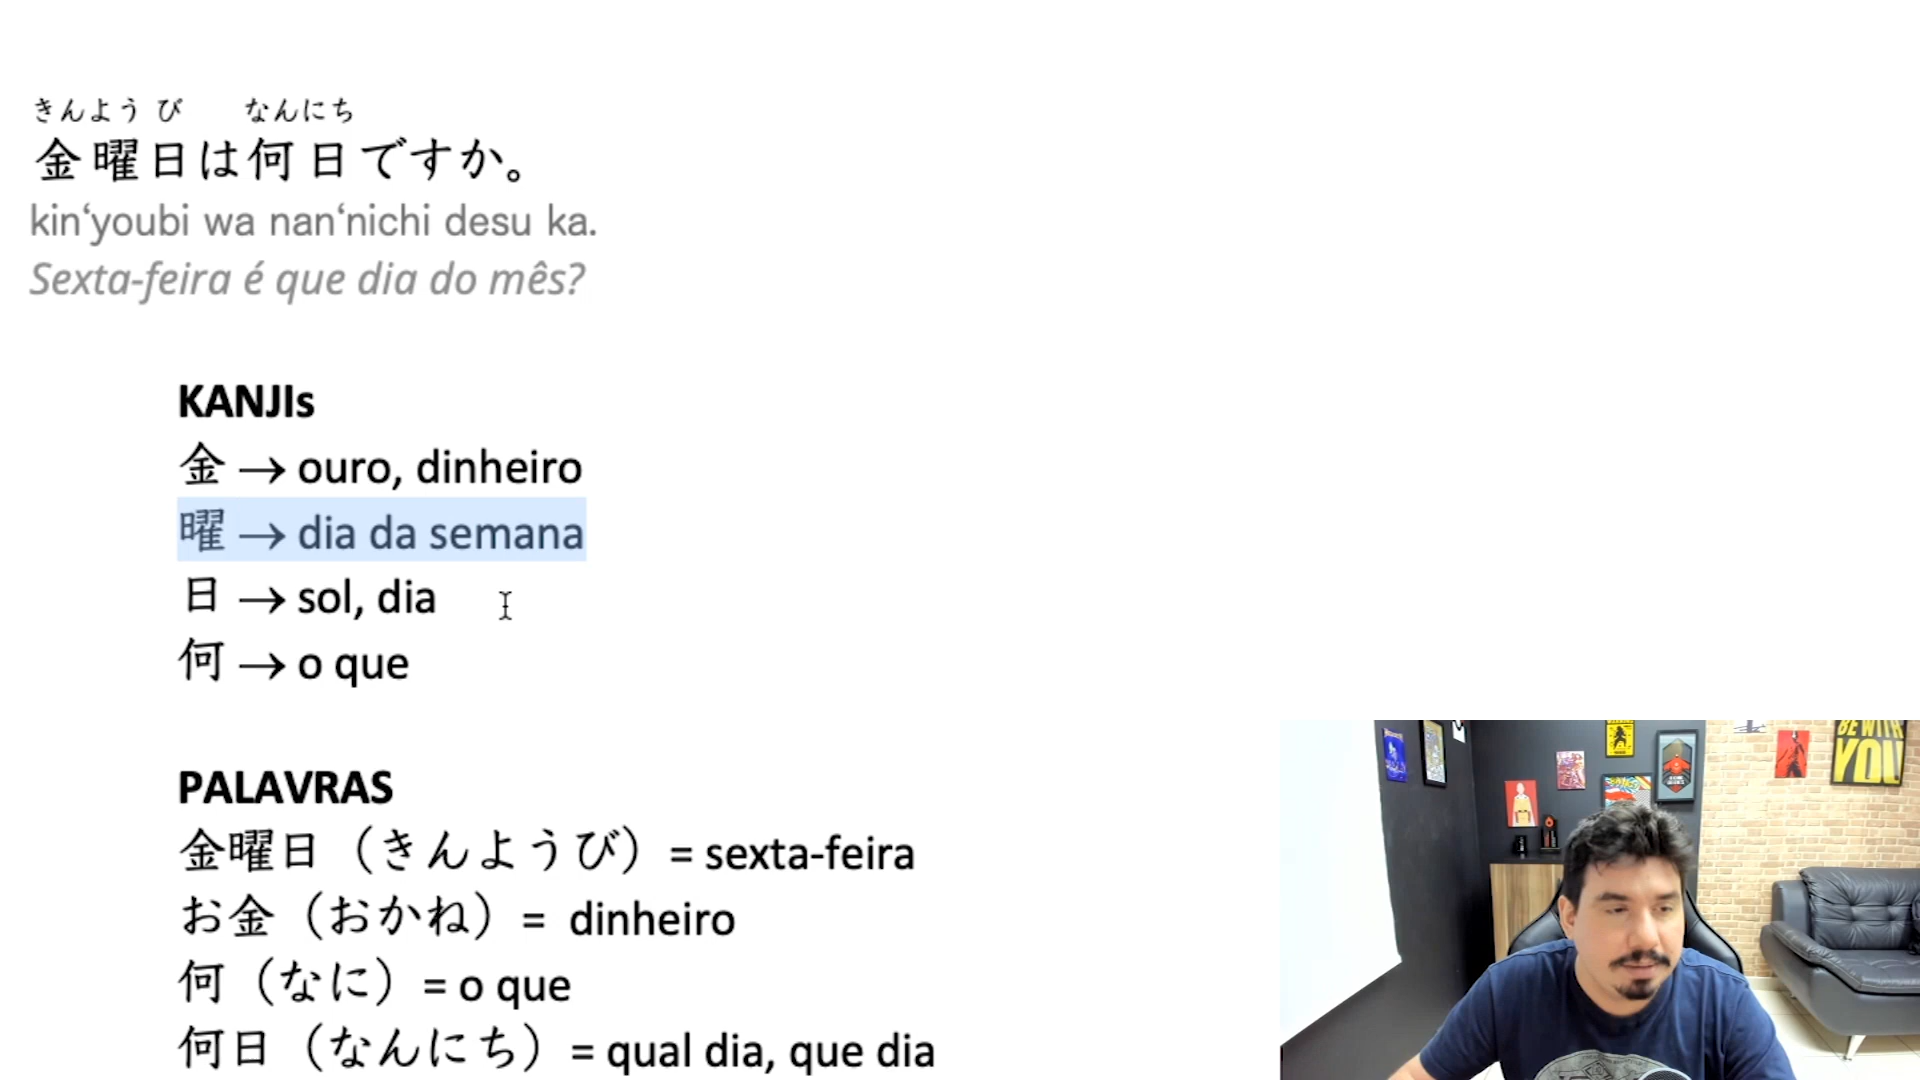 きんようび なんにち
金曜日は何日ですか。
kin‘youbi wa nan‘nichi desu ka.
Sexta-feira é que dia do mês?
KANJIs
金 → ouro, dinheiro
曜 → dia da semana
日 → sol, dia
何 → o que
PALAVRAS
金曜日（きんようび）= sexta-feira
お金（おかね）= dinheiro
何（なに）= o que
何日（なんにち）= qual dia, que dia
BE WITH
YOU